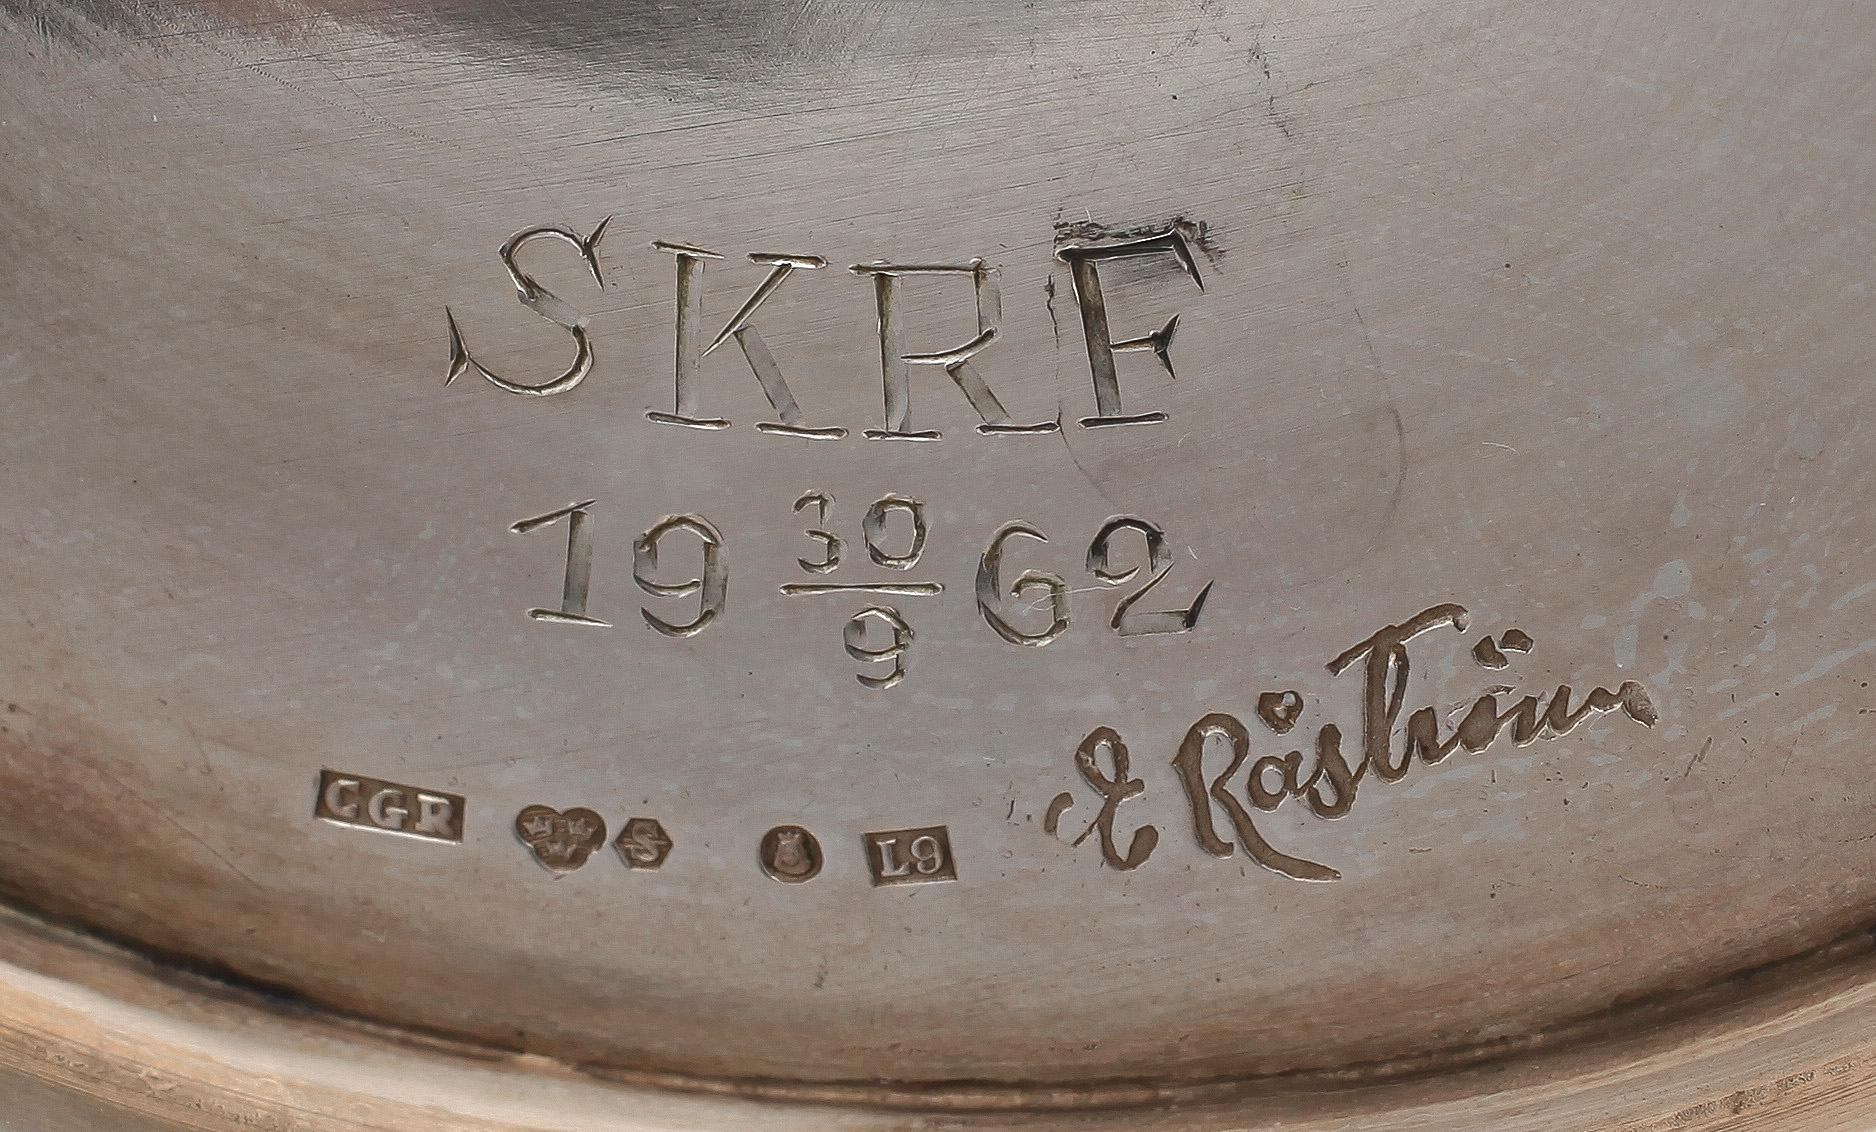 SKRF
19 30/9 62
CGR S L9
E Råström